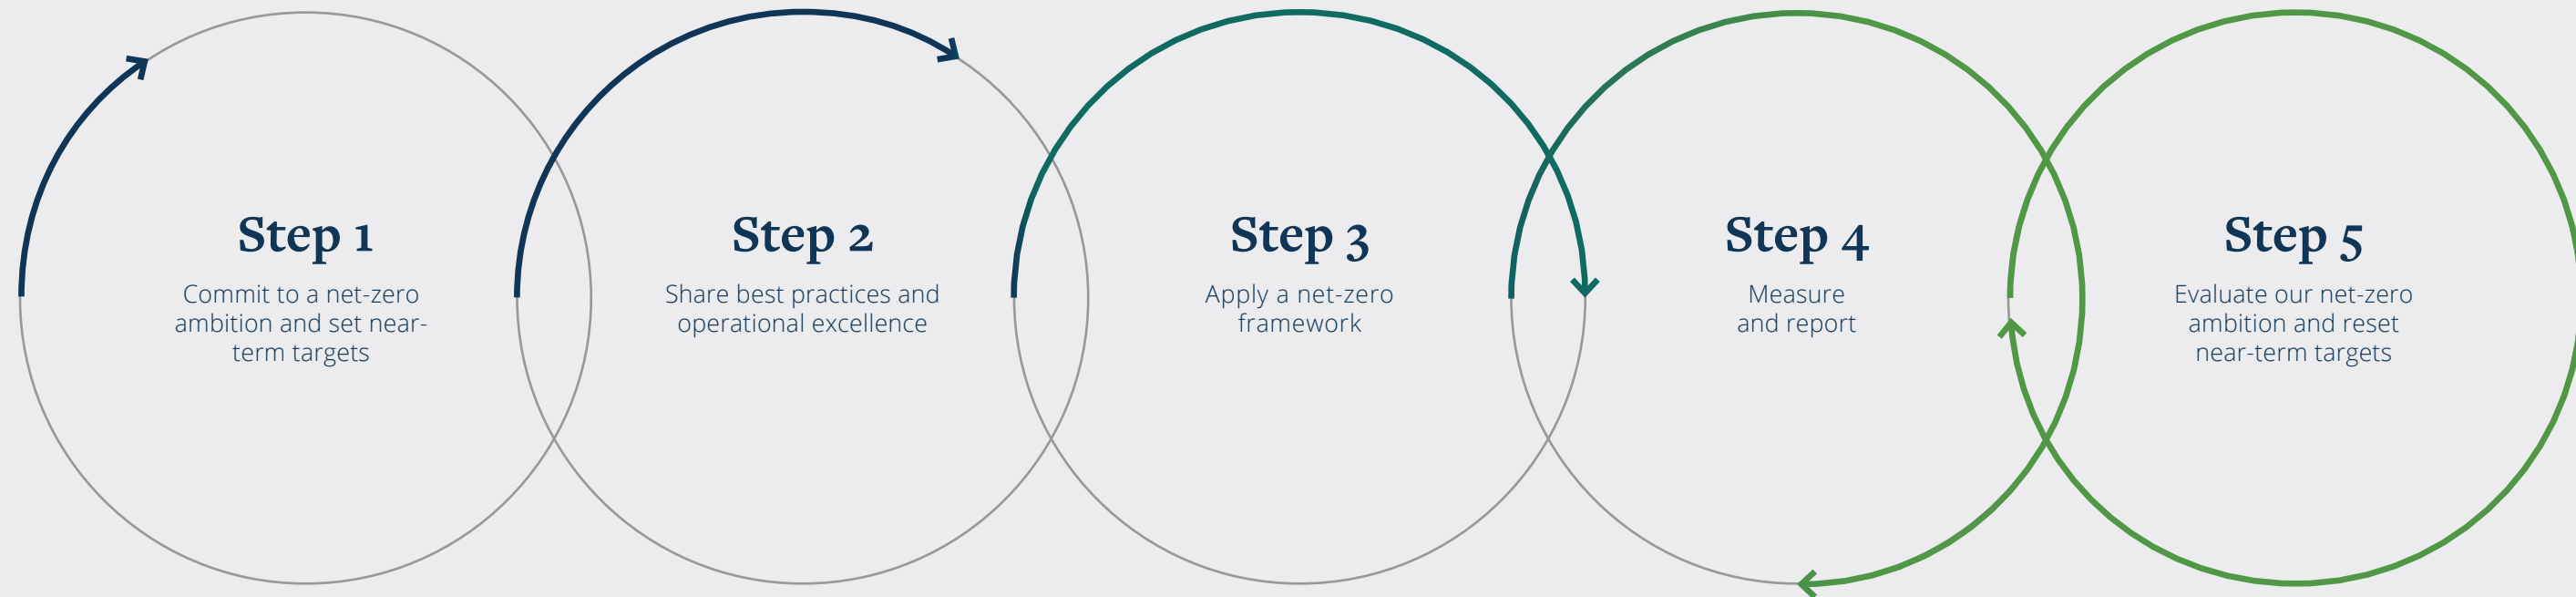 Step 1
Commit to a net-zero
ambition and set near-
term targets
Step 2
Share best practices and
operational excellence
Step 3
Apply a net-zero
framework
Step 4
Measure
and report
Step 5
Evaluate our net-zero
ambition and reset
near-term targets